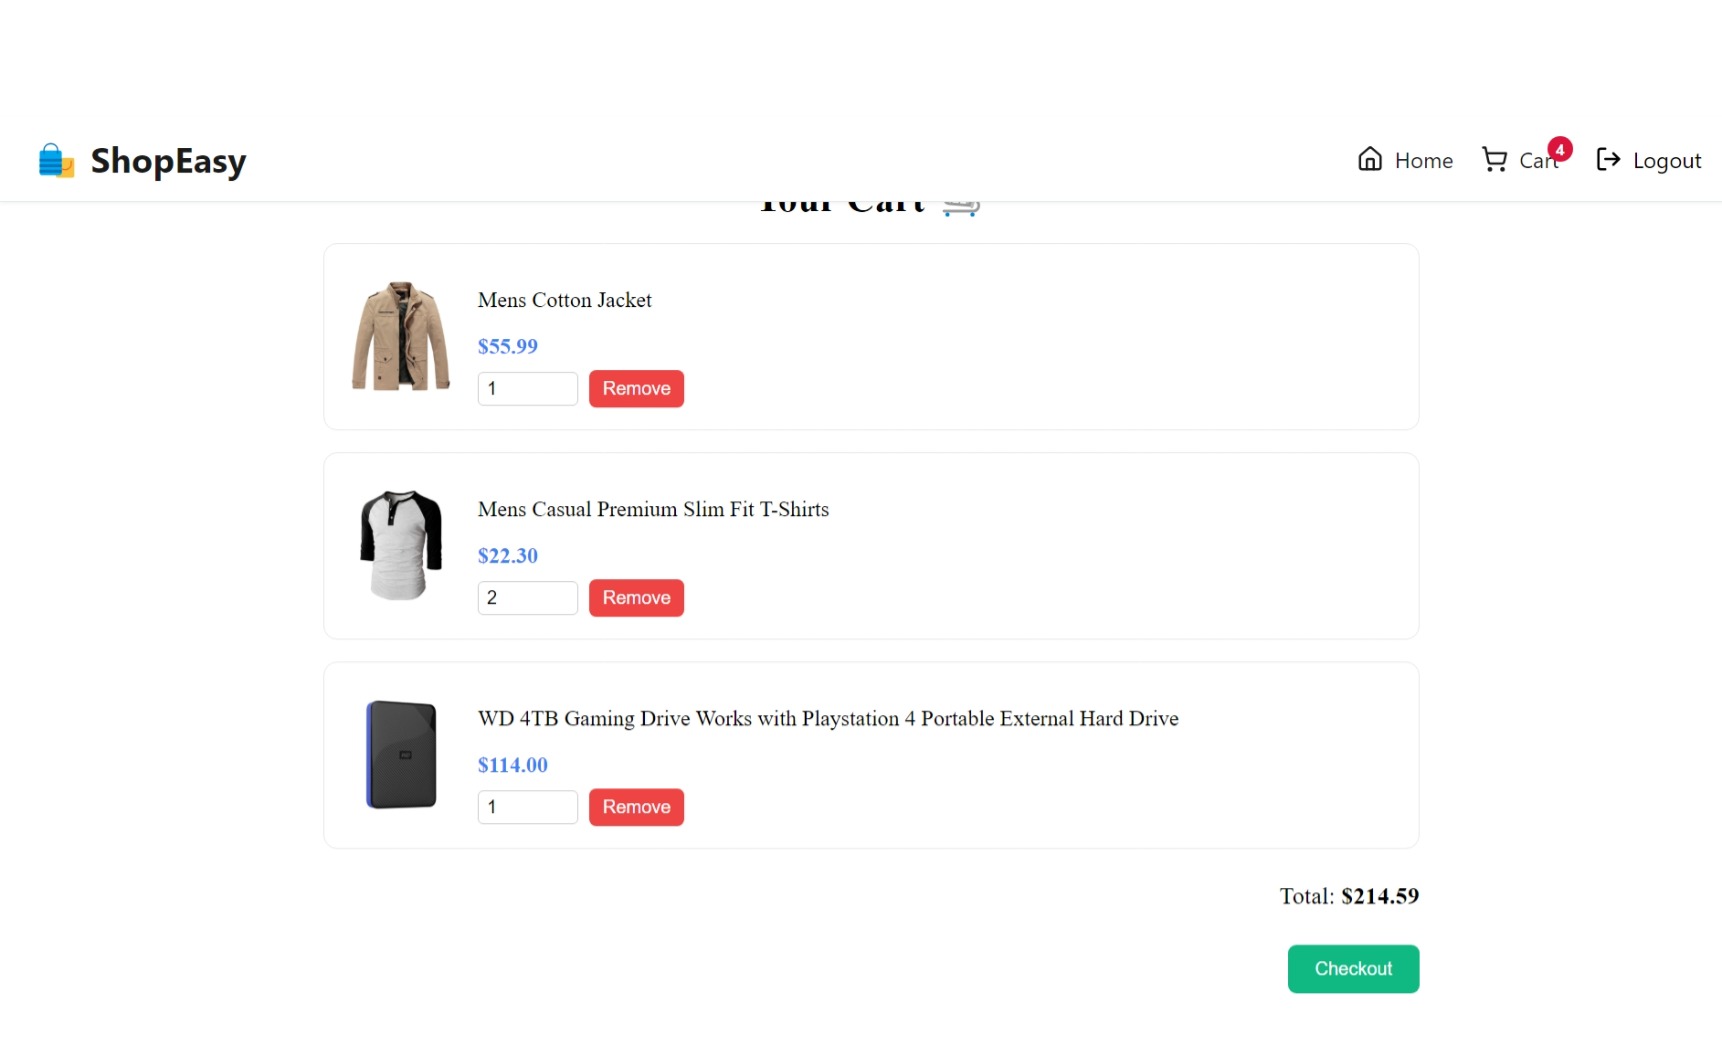 ShopEasy
Home
Cart
4
Logout
Your Cart
Mens Cotton Jacket
$55.99
1
Remove
Mens Casual Premium Slim Fit T-Shirts
$22.30
2
Remove
WD 4TB Gaming Drive Works with Playstation 4 Portable External Hard Drive
$114.00
1
Remove
Total: $214.59
Checkout